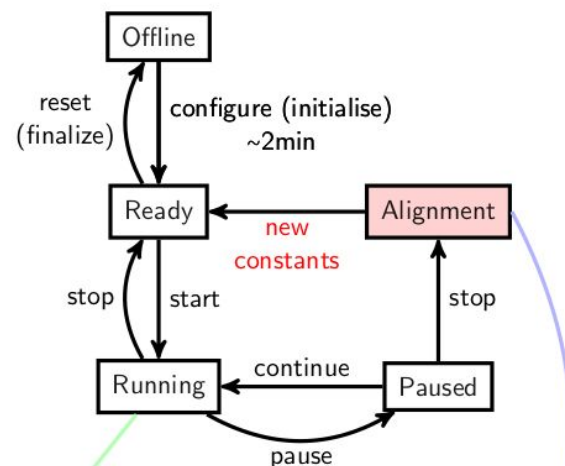 Offline
reset
(finalize)
configure (initialise)
~2min
Ready
Alignment
new
constants
stop
start
stop
continue
Running
Paused
pause